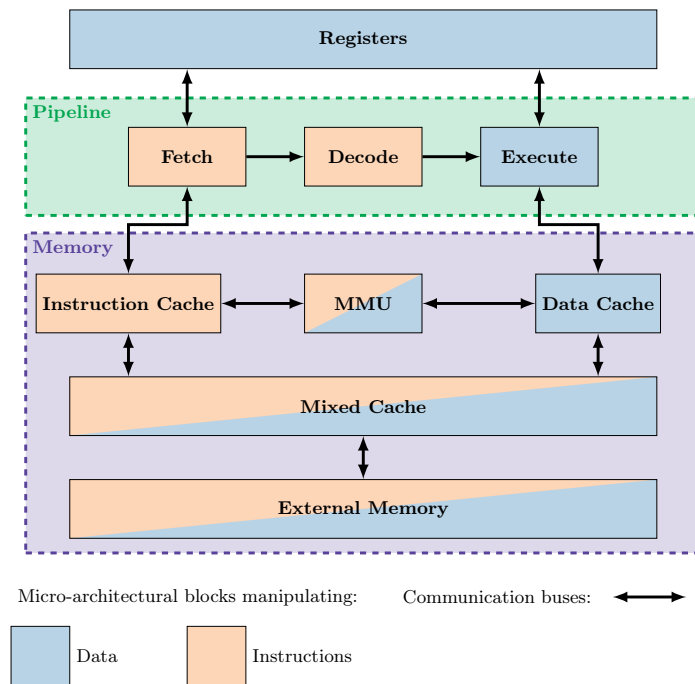 Registers
Pipeline
Fetch
Decode
Execute
Memory
Instruction Cache
MMU
Data Cache
Mixed Cache
External Memory
Micro-architectural blocks manipulating:
Communication buses:
Data
Instructions